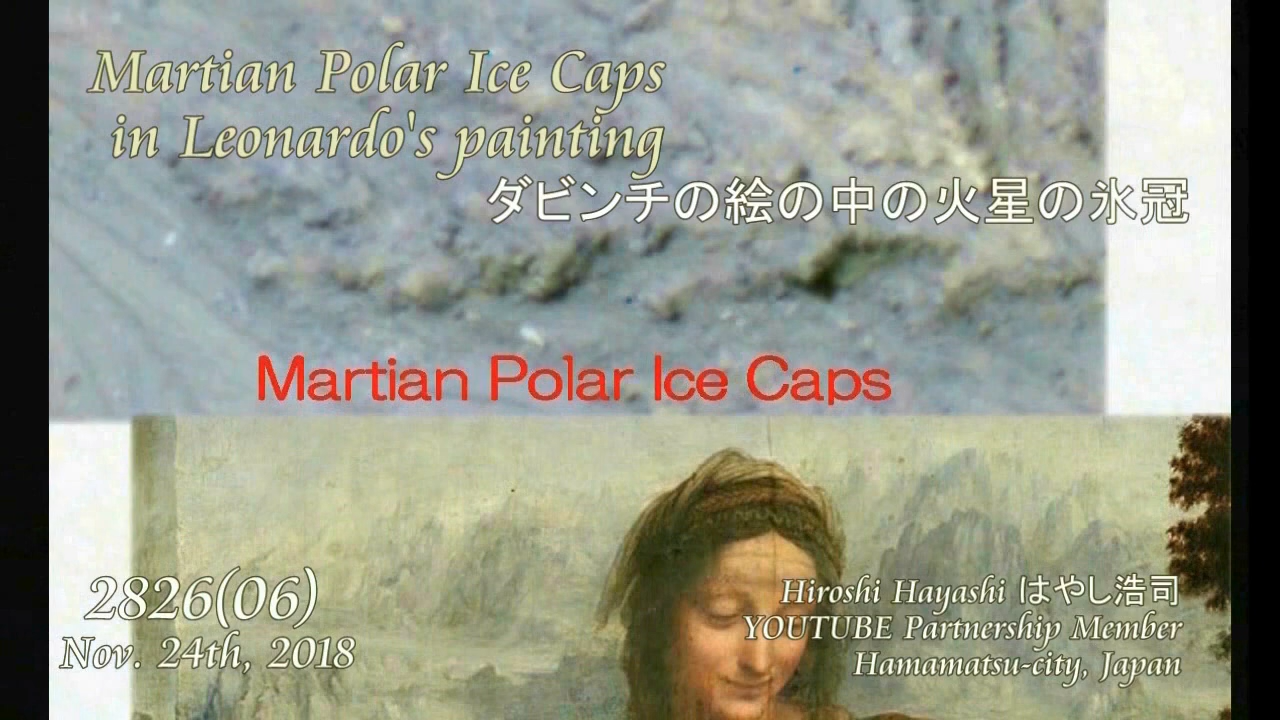 Martian Polar Ice Caps
in Leonardo's painting
ダビンチの絵の中の火星の氷冠
Martian Polar Ice Caps
2826(06)
Nov. 24th, 2018
Hiroshi Hayashi はやし浩司
YOUTUBE Partnership Member
Hamamatsu-city, Japan